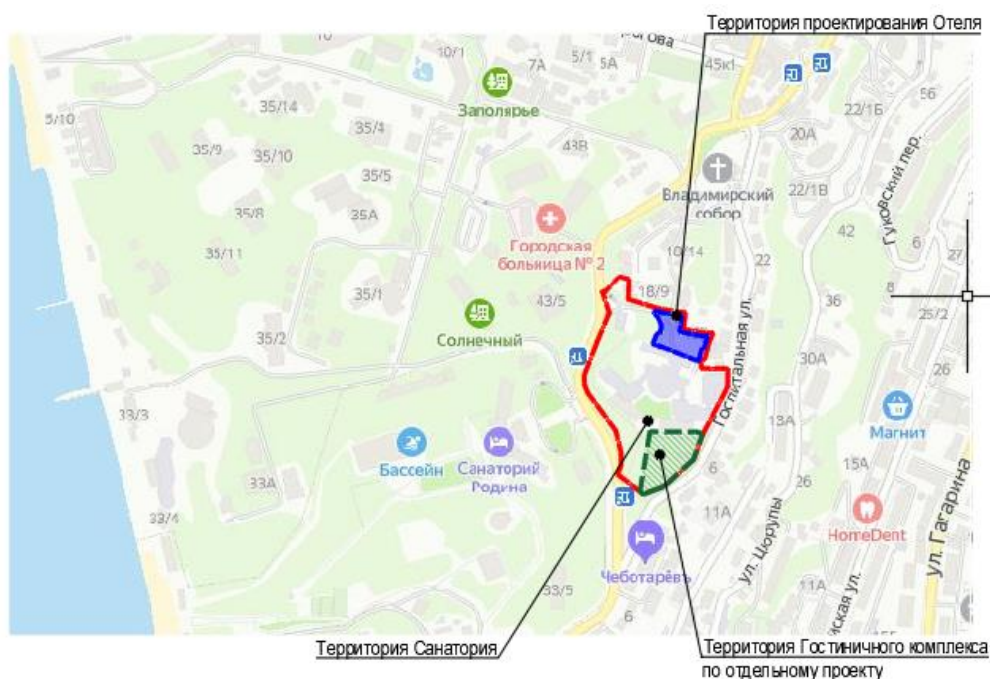 Территория проектирования Отеля
10
10/1
7А
5/1
5А
45к1
35/14
Заполярье
22/1Б
56
5/10
35/4
20А
35/9
35/10
43В
Гуковский пер.
35/5
Владимирский
собор
22/1В
35/8
35А
42
6
Городская
больница № 2
10/14
27
35/11
22
35/1
43/5
18/9
36
8
25/2
Солнечный
35/2
Госпитальная ул.
30А
26
33/3
13А
Магнит
Бассейн
Санаторий
Родина
6
15А
33А
26
ул. Гагарина
33/4
11А
HomeDent
ул. Цюрупы
Чеботарёвъ
33/5
6
11А
Территория Санатория
Территория Гостиничного комплекса
по отдельному проекту